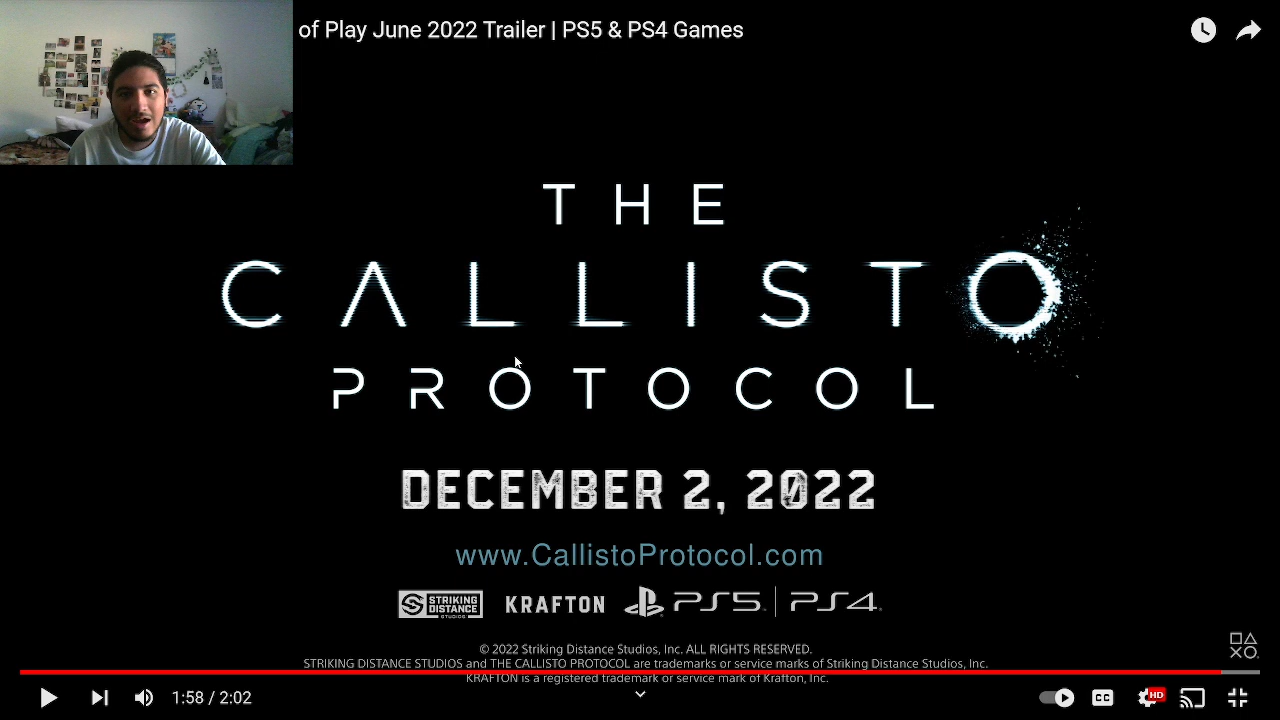 of Play June 2022 Trailer | PS5 & PS4 Games
THE
CALLISTO
PROTOCOL
DECEMBER 2, 2022
www.CallistoProtocol.com
STRIKING DISTANCE STUDIOS KRAFTON PS5 | PS4
© 2022 Striking Distance Studios, Inc. ALL RIGHTS RESERVED.
STRIKING DISTANCE STUDIOS and THE CALLISTO PROTOCOL are trademarks or service marks of Striking Distance Studios, Inc.
KRAFTON is a registered trademark or service mark of Krafton, Inc.
1:58 / 2:02 CC HD